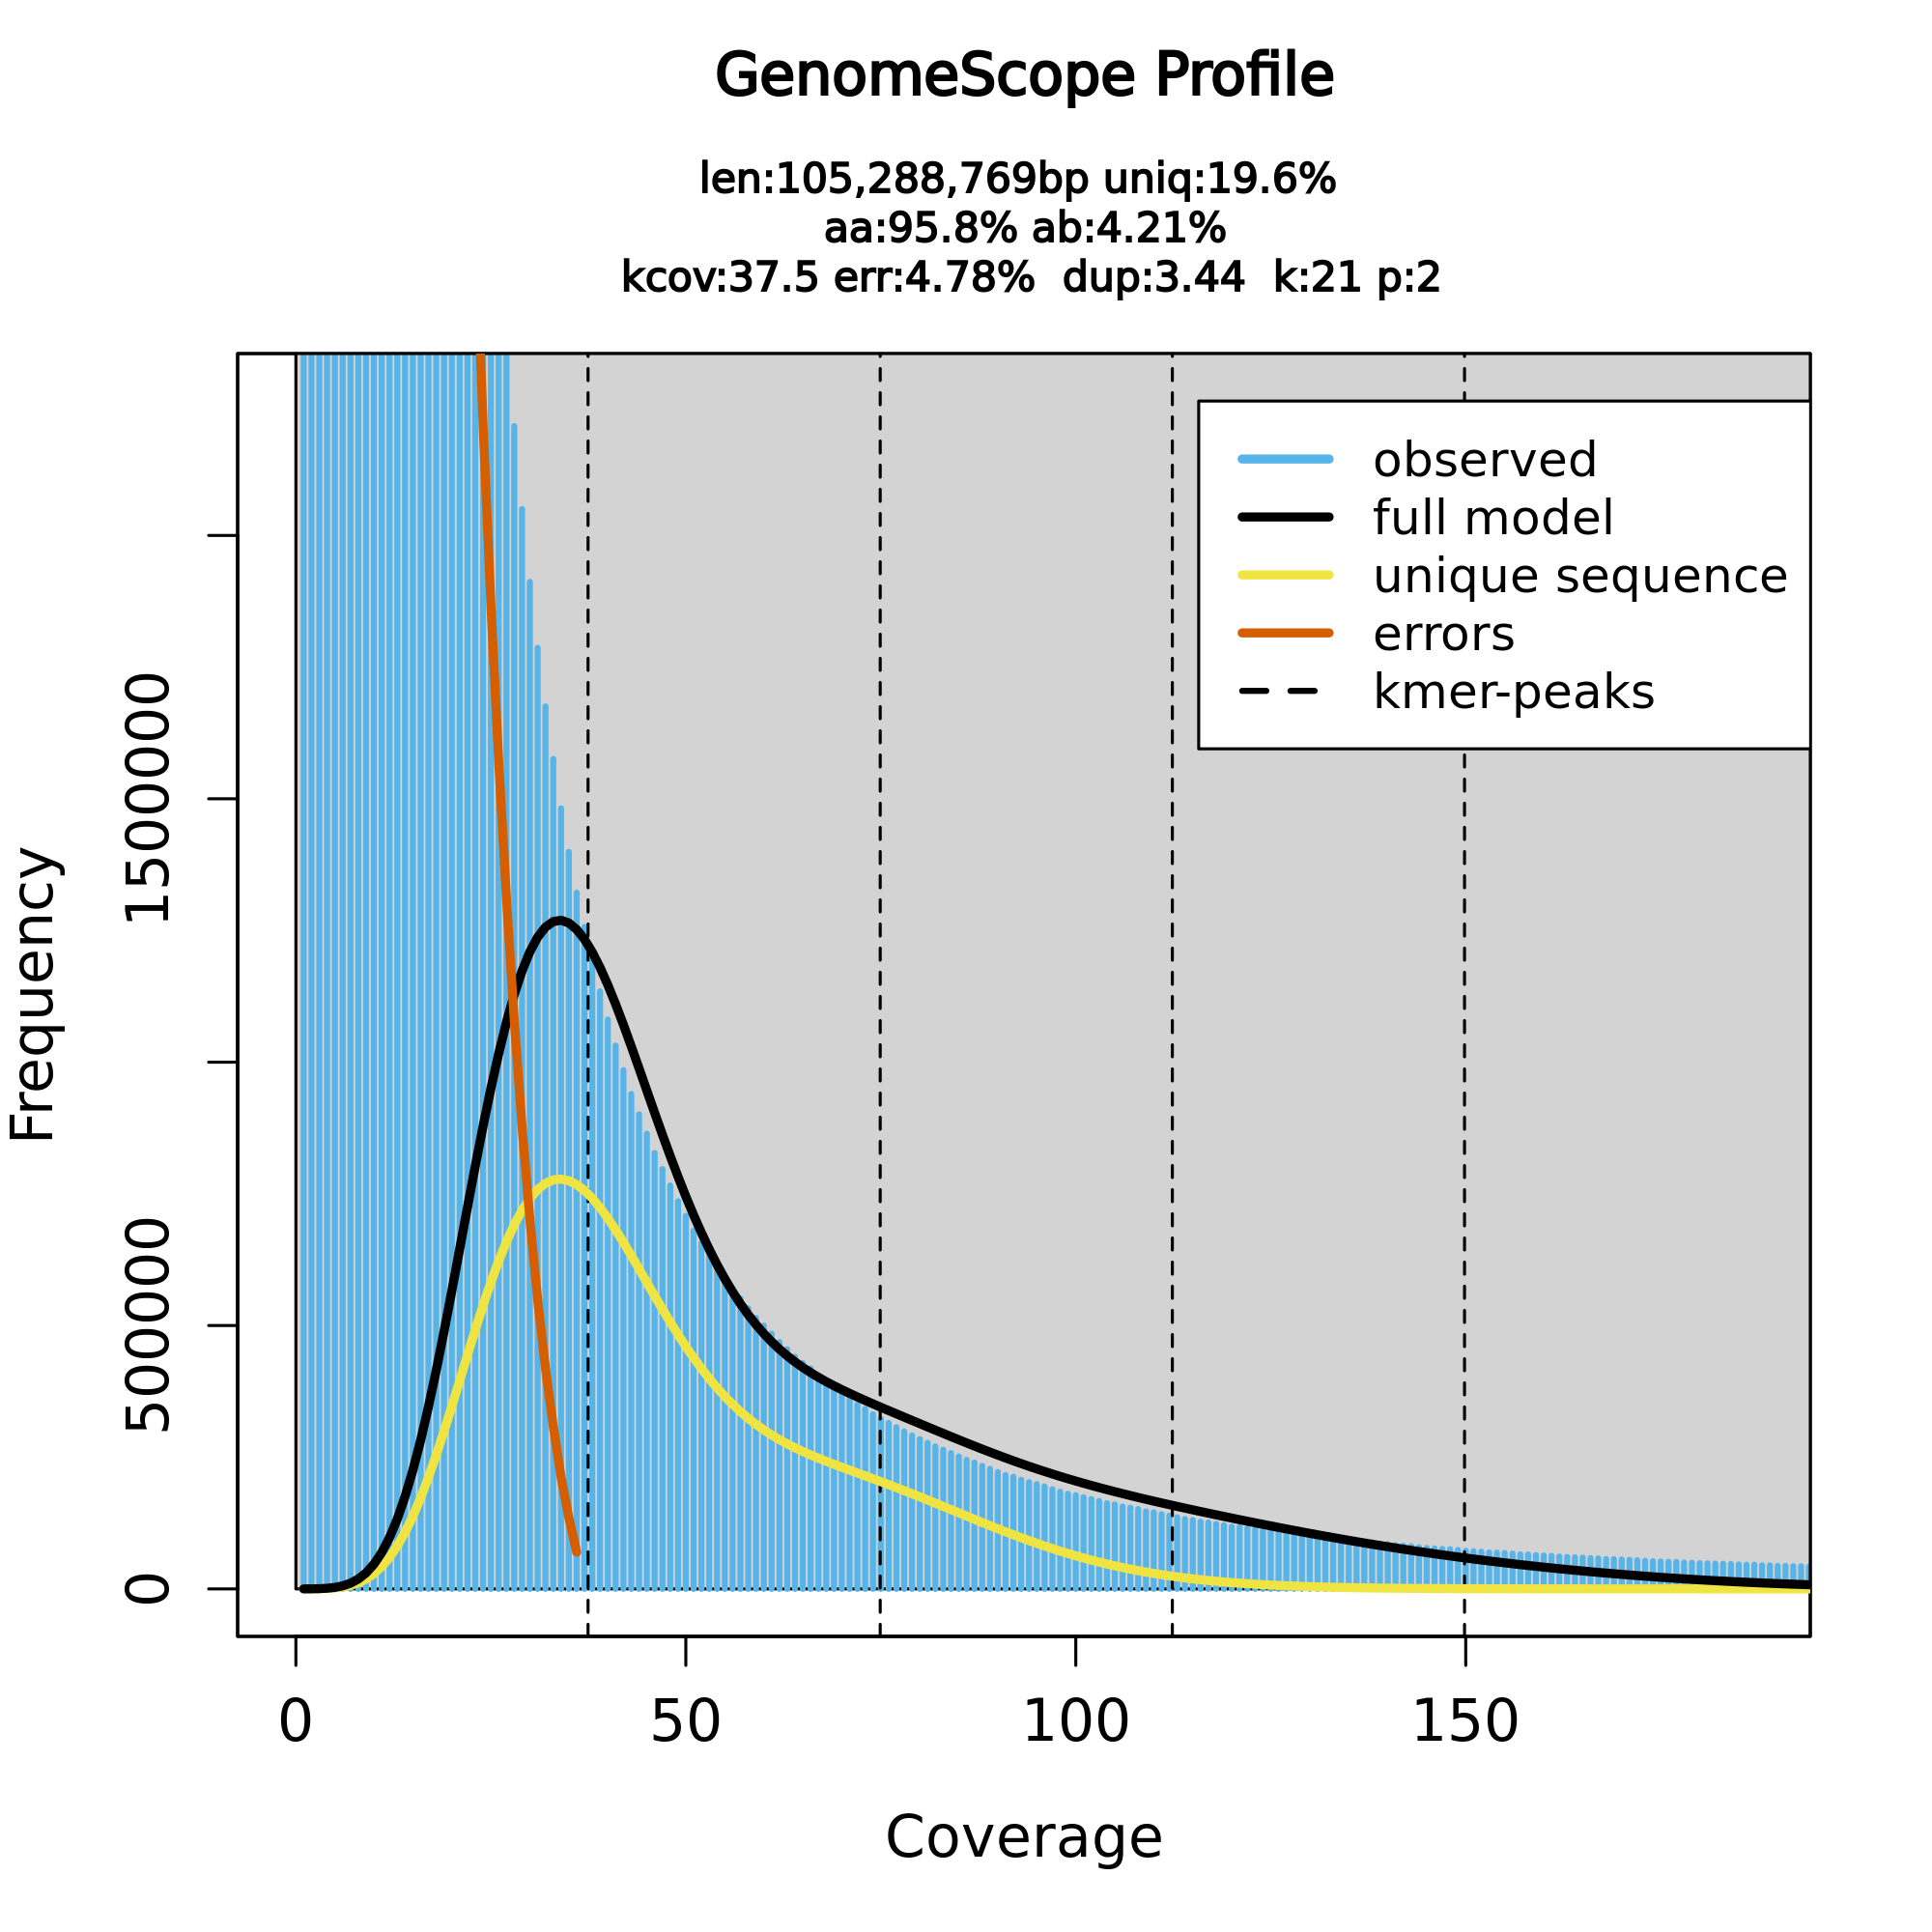 GenomeScope Profile
len:105,288,769bp uniq:19.6%
aa:95.8% ab:4.21%
kcov:37.5 err:4.78% dup:3.44 k:21 p:2
observed
full model
unique sequence
errors
kmer-peaks
Frequency
1500000
500000
0
0
50
100
150
Coverage